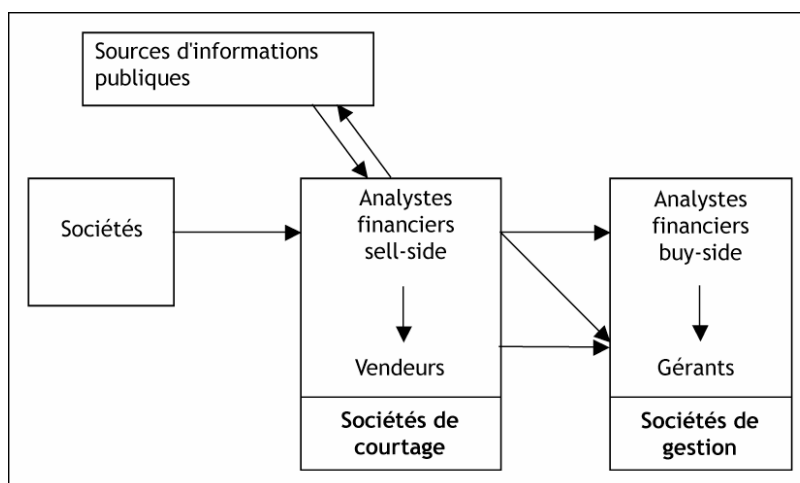 Sources d'informations
publiques
Sociétés
Analystes
financiers
sell-side
Vendeurs
Sociétés de
courtage
Analystes
financiers
buy-side
Gérants
Sociétés de
gestion